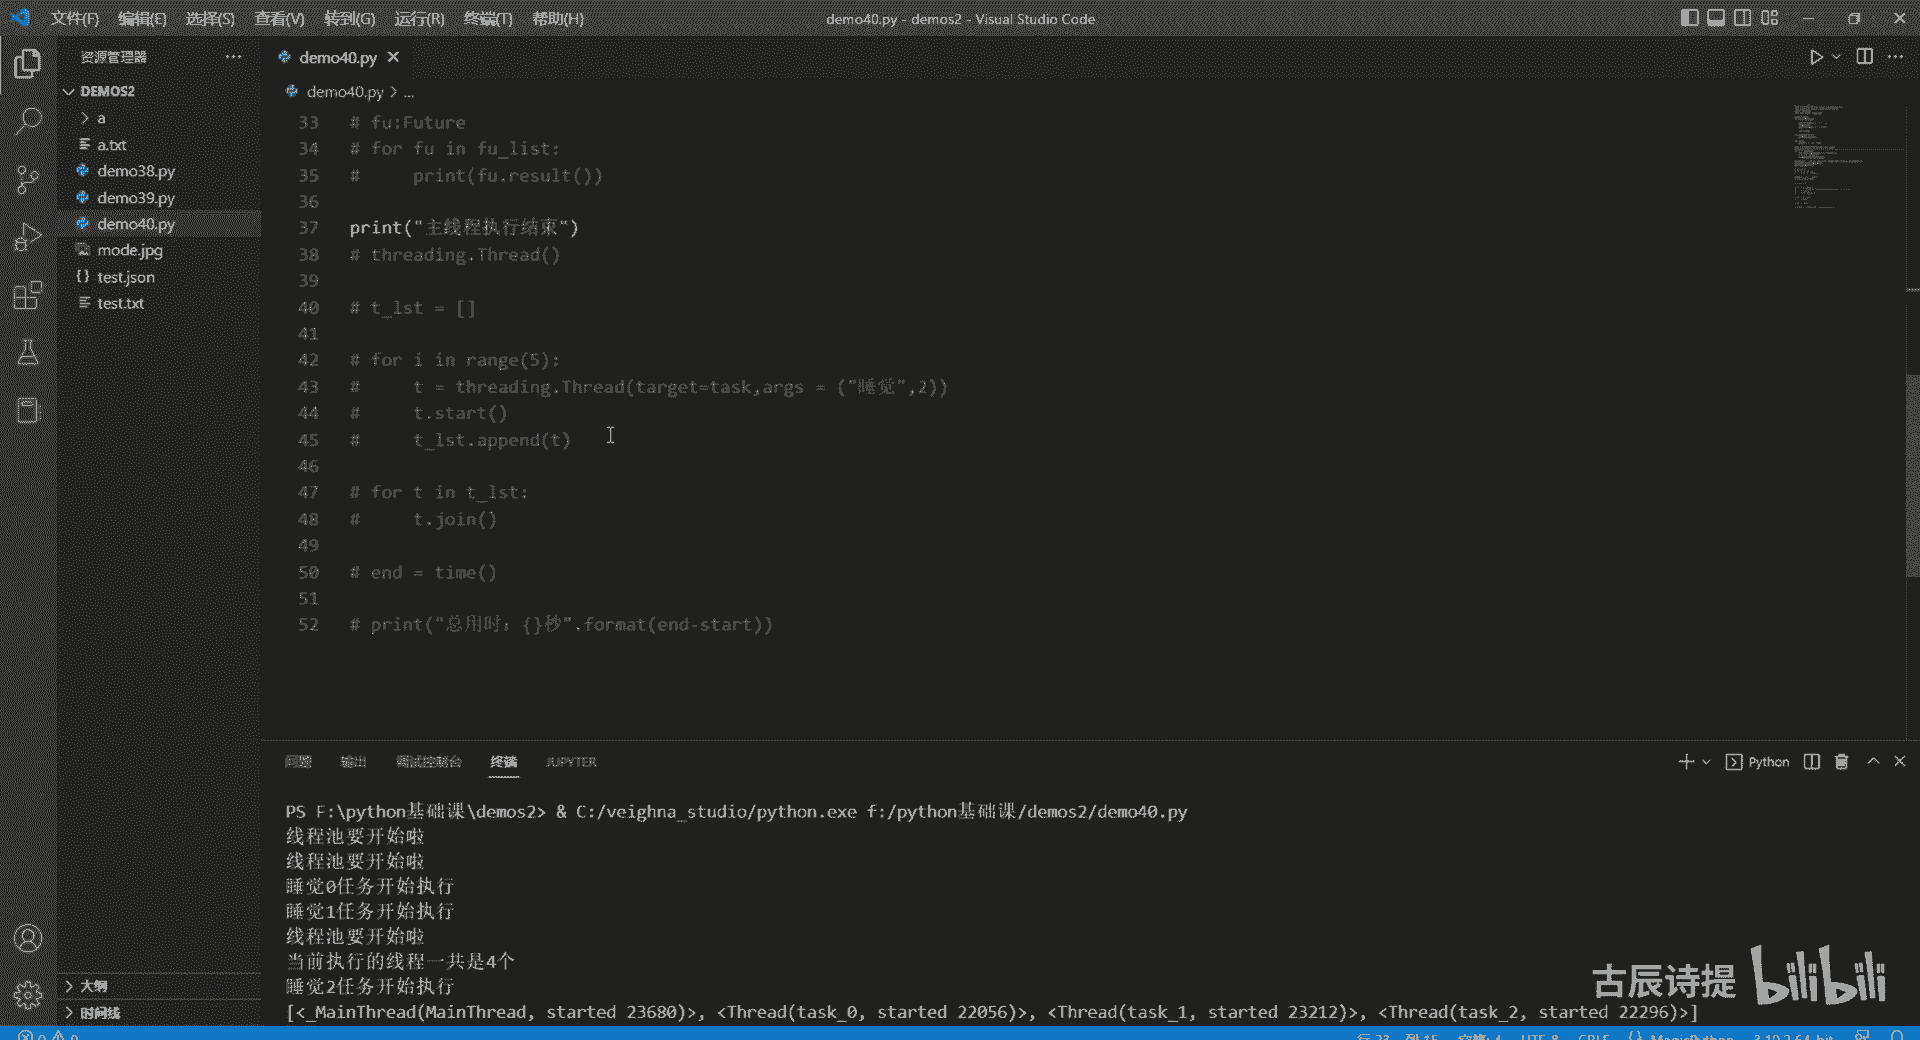 文件(F) 编辑(E) 选择(S) 查看(V) 转到(G) 运行(R) 终端(T) 帮助(H)
demo40.py - demos2 - Visual Studio Code
资源管理器
demo40.py
DEMOS2
demo40.py > ...
a
a.txt
demo38.py
demo39.py
demo40.py
mode.jpg
test.json
test.txt
33 # fu:Future
34 # for fu in fu_list:
35 #     print(fu.result())
36
37 print("主线程执行结束")
38 # threading.Thread()
39
40 # t_lst = []
41
42 # for i in range(5):
43 #     t = threading.Thread(target=task,args = ("睡觉",2))
44 #     t.start()
45 #     t_lst.append(t)
46
47 # for t in t_lst:
48 #     t.join()
49
50 # end = time()
51
52 # print("总用时：{}秒".format(end-start))
问题 输出 调试控制台 终端 JUPYTER
Python
PS F:\python基础课\demos2> & C:/veighna_studio/python.exe f:/python基础课/demos2/demo40.py
线程池要开始啦
线程池要开始啦
睡觉0任务开始执行
睡觉1任务开始执行
线程池要开始啦
当前执行的线程一共是4个
睡觉2任务开始执行
[<_MainThread(MainThread, started 23680)>, <Thread(task_0, started 22056)>, <Thread(task_1, started 23212)>, <Thread(task_2, started 22296)>]
大纲
时间线
古辰诗提 bilibili